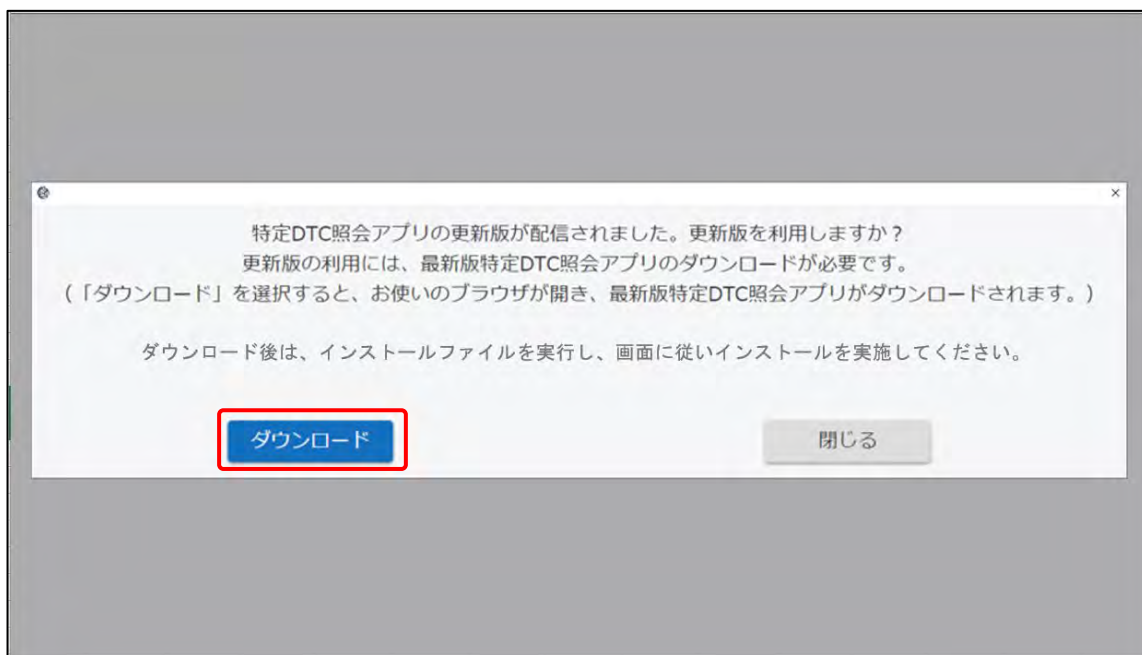 特定DTC照会アプリの更新版が配信されました。更新版を利用しますか？
更新版の利用には、最新版特定DTC照会アプリのダウンロードが必要です。
（「ダウンロード」を選択すると、お使いのブラウザが開き、最新版特定DTC照会アプリがダウンロードされます。）
ダウンロード後は、インストールファイルを実行し、画面に従いインストールを実施してください。
ダウンロード
閉じる